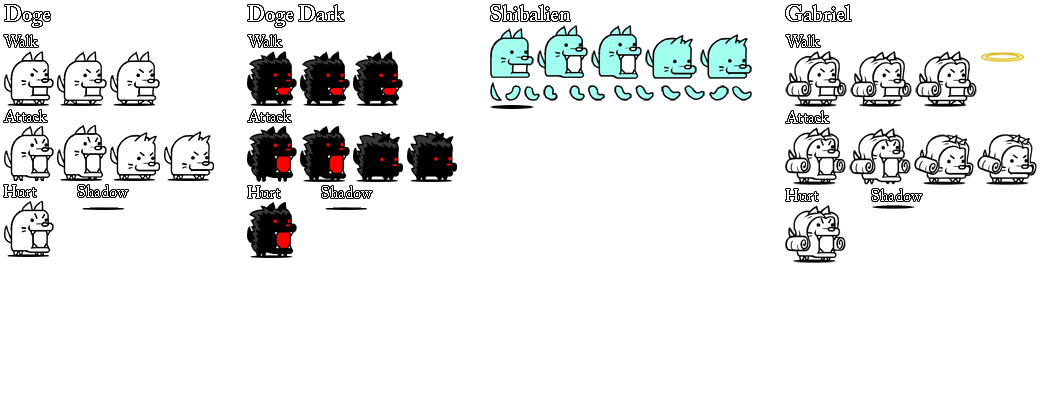 Doge
Walk
Attack
Hurt Shadow
Doge Dark
Walk
Attack
Hurt Shadow
Shibalien
Gabriel
Walk
Attack
Hurt Shadow